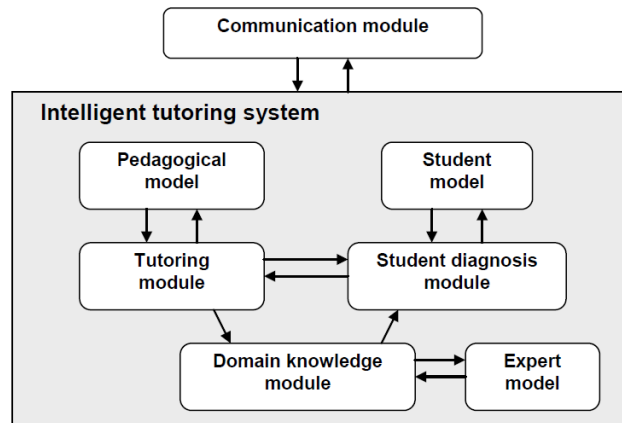 Communication module
Intelligent tutoring system
Pedagogical
model
Student
model
Tutoring
module
Student diagnosis
module
Domain knowledge
module
Expert
model